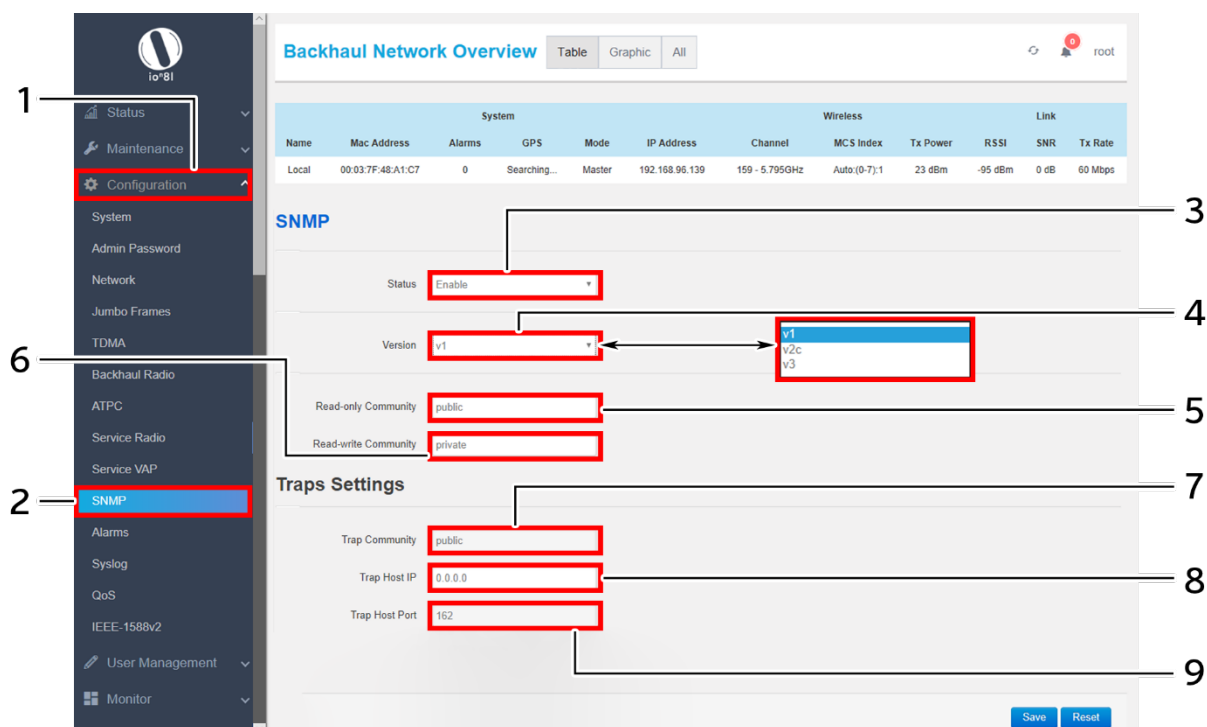 io*8I
Backhaul Network Overview Table Graphic All 0 root
1
Status
Maintenance
Configuration
System
Admin Password
Network
Jumbo Frames
TDMA
Backhaul Radio
ATPC
Service Radio
Service VAP
2
SNMP
Alarms
Syslog
QoS
IEEE-1588v2
User Management
Monitor
System Wireless Link
Name Mac Address Alarms GPS Mode IP Address Channel MCS Index Tx Power RSSI SNR Tx Rate
Local 00:03:7F:48:A1:C7 0 Searching... Master 192.168.96.139 159 - 5.795GHz Auto:(0-7):1 23 dBm -95 dBm 0 dB 60 Mbps
SNMP
3
Status Enable
4
Version v1
v1
v2c
v3
6
Read-only Community public
5
Read-write Community private
Traps Settings
7
Trap Community public
Trap Host IP 0.0.0.0
8
Trap Host Port 162
9
Save Reset